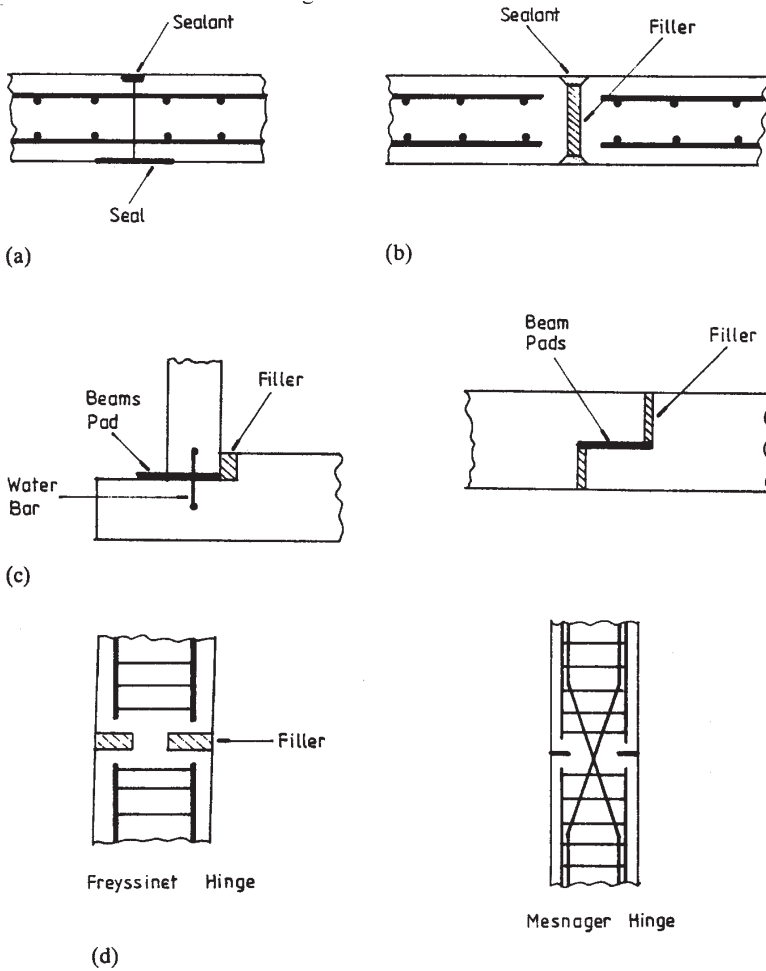 Sealant
Seal
(a)
Sealant
Filler
(b)
Beams
Pad
Filler
Water
Bar
(c)
Beam
Pads
Filler
Freyssinet Hinge
Filler
Mesnager Hinge
(d)